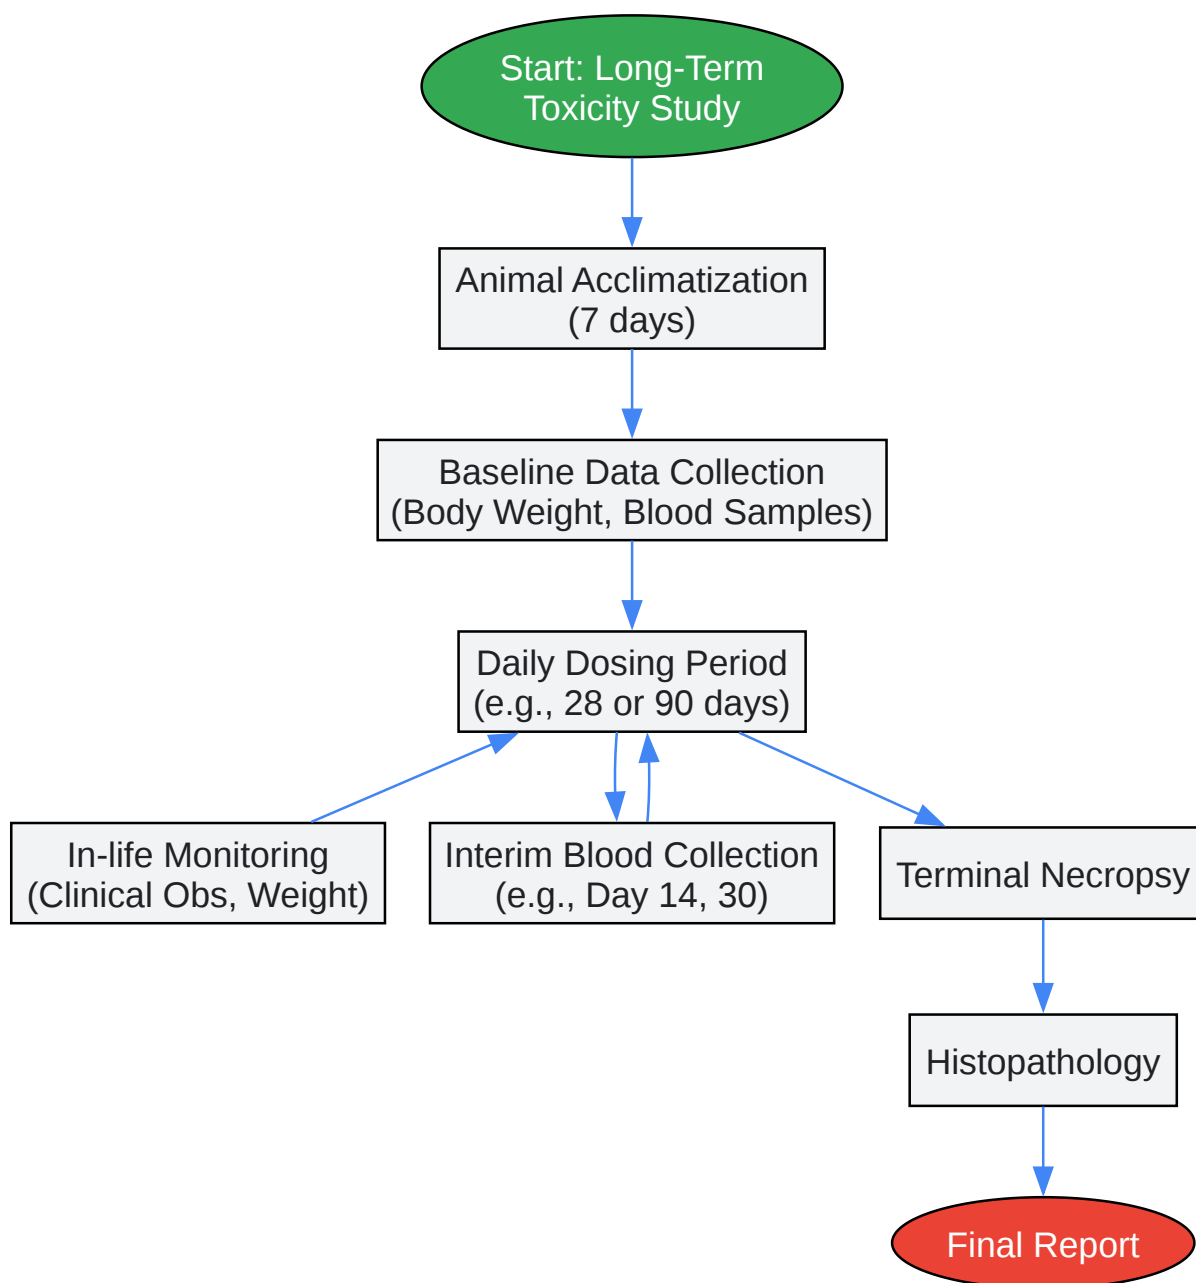 Start: Long-Term
Toxicity Study
Animal Acclimatization
(7 days)
Baseline Data Collection
(Body Weight, Blood Samples)
Daily Dosing Period
(e.g., 28 or 90 days)
In-life Monitoring
(Clinical Obs, Weight)
Interim Blood Collection
(e.g., Day 14, 30)
Terminal Necropsy
Histopathology
Final Report